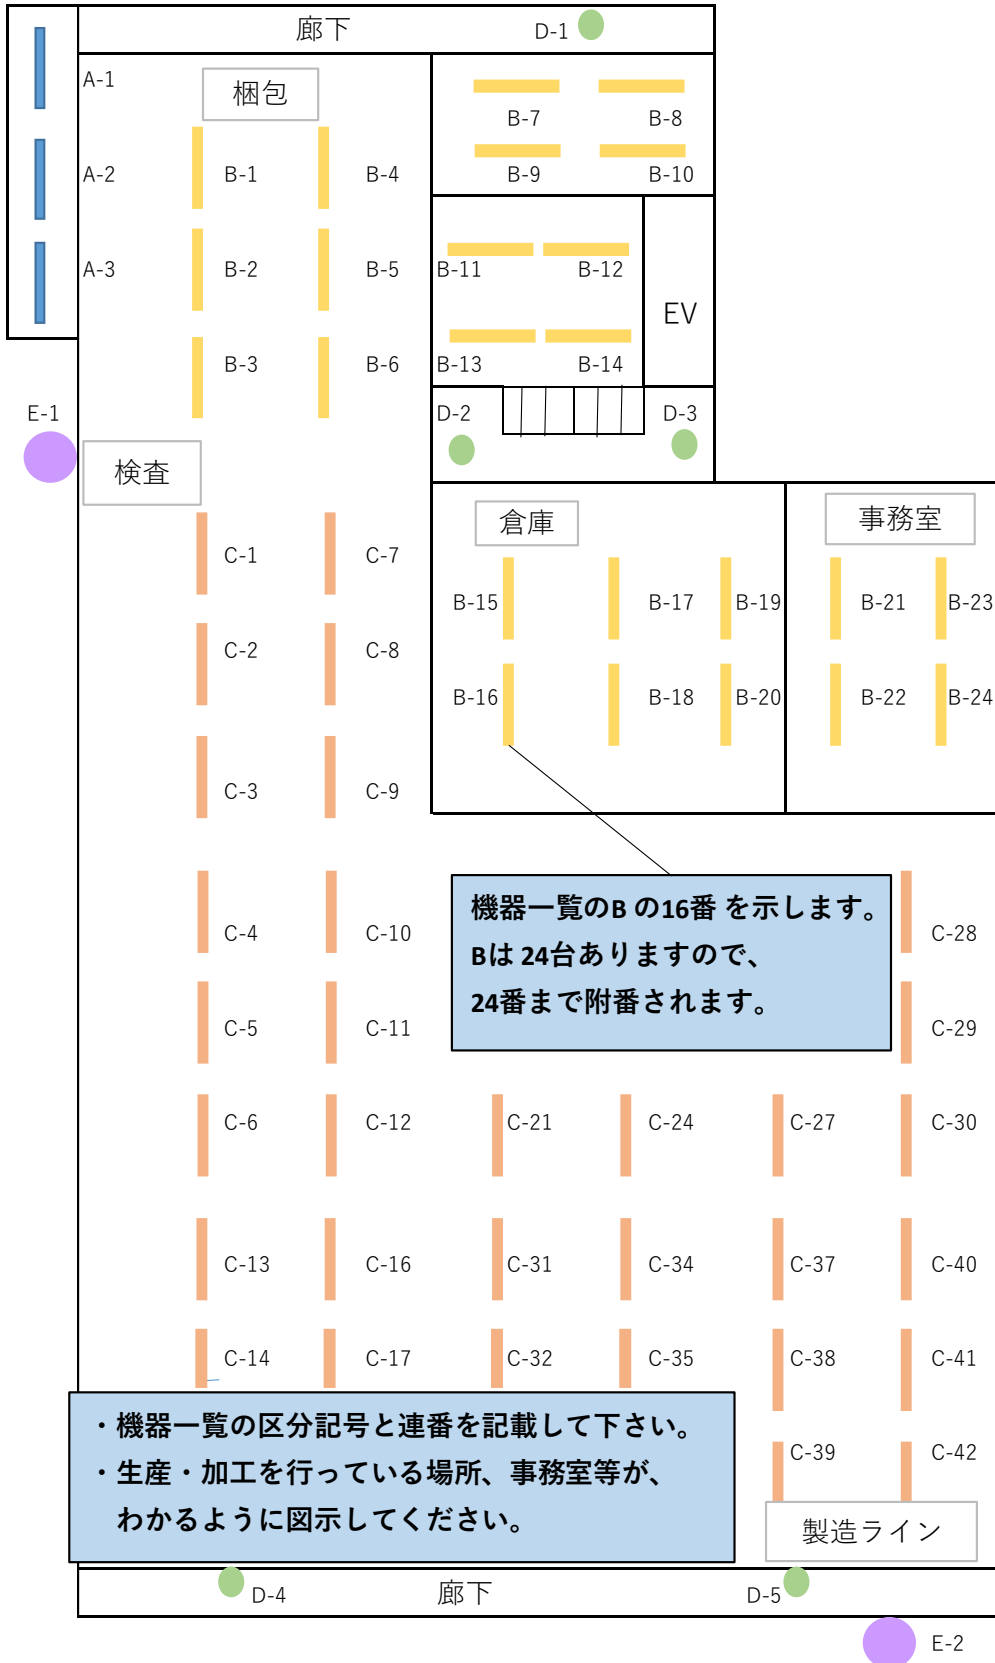 廊下
D-1
A-1
梱包
B-7
B-8
A-2
B-1
B-4
B-9
B-10
A-3
B-2
B-5
B-11
B-12
EV
B-3
B-6
B-13
B-14
E-1
D-2
D-3
検査
倉庫
事務室
C-1
C-7
B-15
B-17
B-19
B-21
B-23
C-2
C-8
B-16
B-18
B-20
B-22
B-24
C-3
C-9
機器一覧のB の16番 を示します。
Bは 24台ありますので、
24番まで附番されます。
C-4
C-10
C-28
C-5
C-11
C-29
C-6
C-12
C-21
C-24
C-27
C-30
C-13
C-16
C-31
C-34
C-37
C-40
C-14
C-17
C-32
C-35
C-38
C-41
・機器一覧の区分記号と連番を記載して下さい。
・生産・加工を行っている場所、事務室等が、
わかるように図示してください。
C-39
C-42
製造ライン
D-4
廊下
D-5
E-2